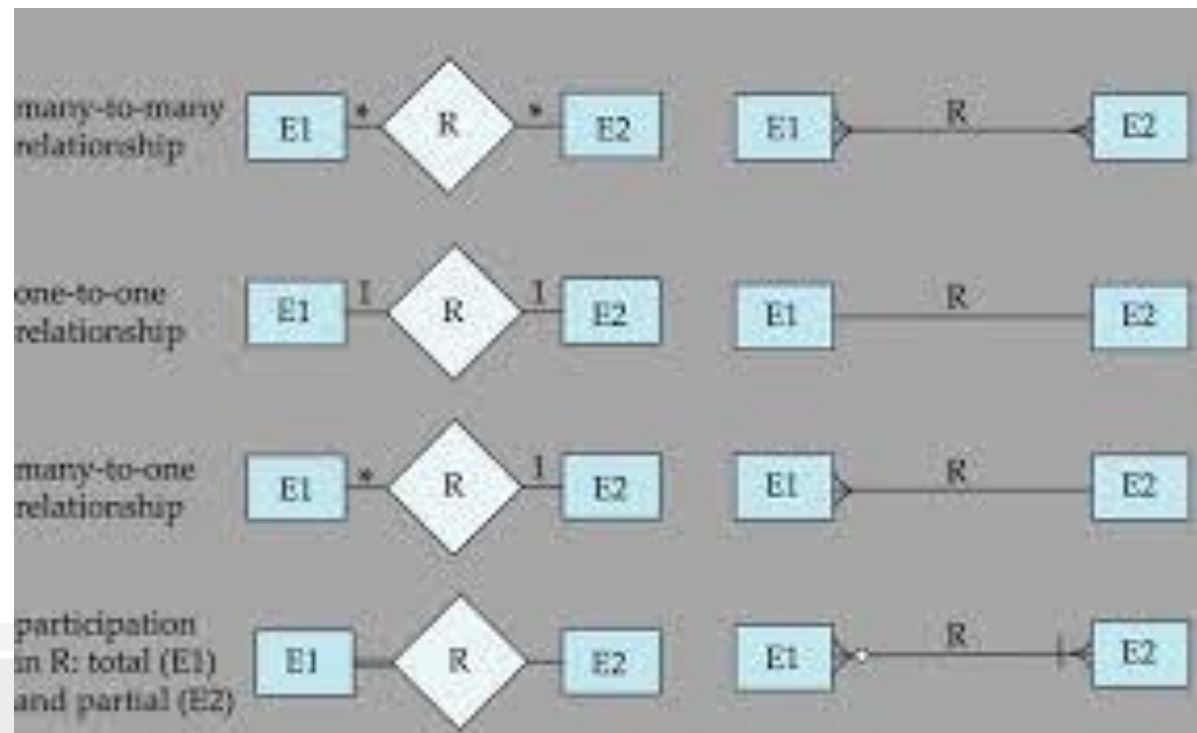 many-to-many
relationship
E1 * R * E2
E1 R E2
one-to-one
relationship
E1 1 R 1 E2
E1 R E2
many-to-one
relationship
E1 * R 1 E2
E1 R E2
participation
in R: total (E1)
and partial (E2)
E1 R E2
E1 R E2